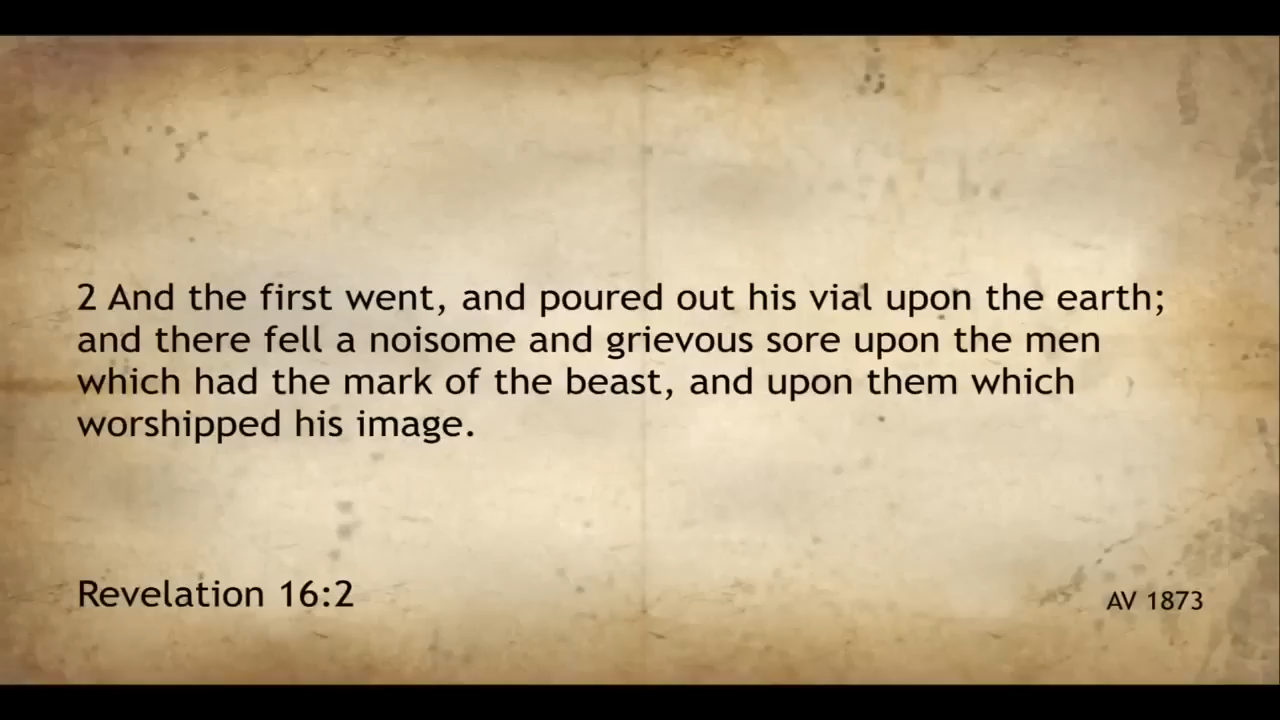 2 And the first went, and poured out his vial upon the earth;
and there fell a noisome and grievous sore upon the men
which had the mark of the beast, and upon them which
worshipped his image.
Revelation 16:2
AV 1873